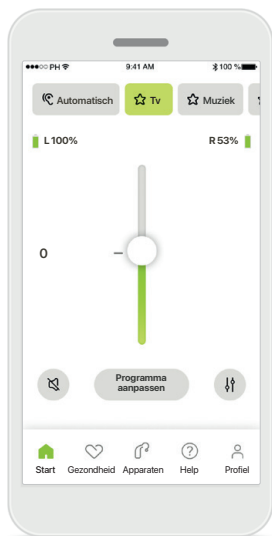 PH 9:41 AM 100 %
Automatisch Tv Muziek
L 100% R 53%
0
Programma
aanpassen
Start Gezondheid Apparaten Help Profiel